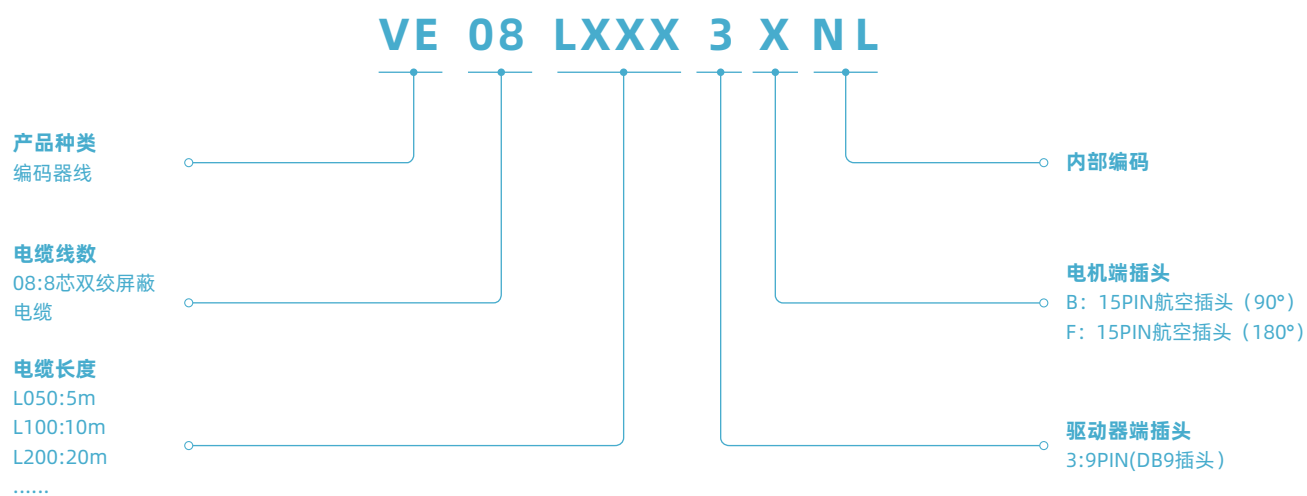 VE 08 LXXX 3 X NL
产品种类
编码器线
电缆线数
08:8芯双绞屏蔽
电缆
电缆长度
L050:5m
L100:10m
L200:20m
......
内部编码
电机端插头
B：15PIN航空插头（90°）
F：15PIN航空插头（180°）
驱动器端插头
3:9PIN(DB9插头）